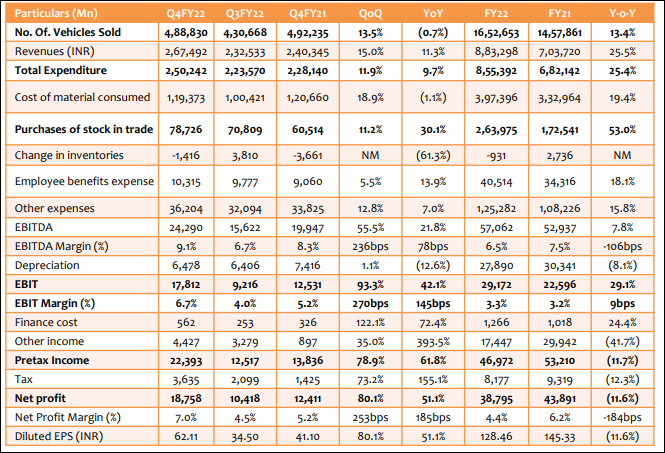 Particulars (Mn) Q4FY22 Q3FY22 Q4FY21 QoQ YoY FY22 FY21 Y-o-Y
No. Of. Vehicles Sold 4,88,830 4,30,668 4,92,235 13.5% (0.7%) 16,52,653 14,57,861 13.4%
Revenues (INR) 2,67,492 2,32,533 2,40,345 15.0% 11.3% 8,83,298 7,03,720 25.5%
Total Expenditure 2,50,242 2,23,570 2,28,140 11.9% 9.7% 8,55,392 6,82,142 25.4%
Cost of material consumed 1,19,373 1,00,421 1,20,660 18.9% (1.1%) 3,97,396 3,32,964 19.4%
Purchases of stock in trade 78,726 70,809 60,514 11.2% 30.1% 2,63,975 1,72,541 53.0%
Change in inventories -1,416 3,810 -3,661 NM (61.3%) -931 2,736 NM
Employee benefits expense 10,315 9,777 9,060 5.5% 13.9% 40,514 34,316 18.1%
Other expenses 36,204 32,094 33,825 12.8% 7.0% 1,25,282 1,08,226 15.8%
EBITDA 24,290 15,622 19,947 55.5% 21.8% 57,062 52,937 7.8%
EBITDA Margin (%) 9.1% 6.7% 8.3% 236bps 78bps 6.5% 7.5% -106bps
Depreciation 6,478 6,406 7,416 1.1% (12.6%) 27,890 30,341 (8.1%)
EBIT 17,812 9,216 12,531 93.3% 42.1% 29,172 22,596 29.1%
EBIT Margin (%) 6.7% 4.0% 5.2% 270bps 145bps 3.3% 3.2% 9bps
Finance cost 562 253 326 122.1% 72.4% 1,266 1,018 24.4%
Other income 4,427 3,279 897 35.0% 393.5% 17,447 29,942 (41.7%)
Pretax Income 22,393 12,517 13,836 78.9% 61.8% 46,972 53,210 (11.7%)
Tax 3,635 2,099 1,425 73.2% 155.1% 8,177 9,319 (12.3%)
Net profit 18,758 10,418 12,411 80.1% 51.1% 38,795 43,891 (11.6%)
Net Profit Margin (%) 7.0% 4.5% 5.2% 253bps 185bps 4.4% 6.2% -184bps
Diluted EPS (INR) 62.11 34.50 41.10 80.1% 51.1% 128.46 145.33 (11.6%)